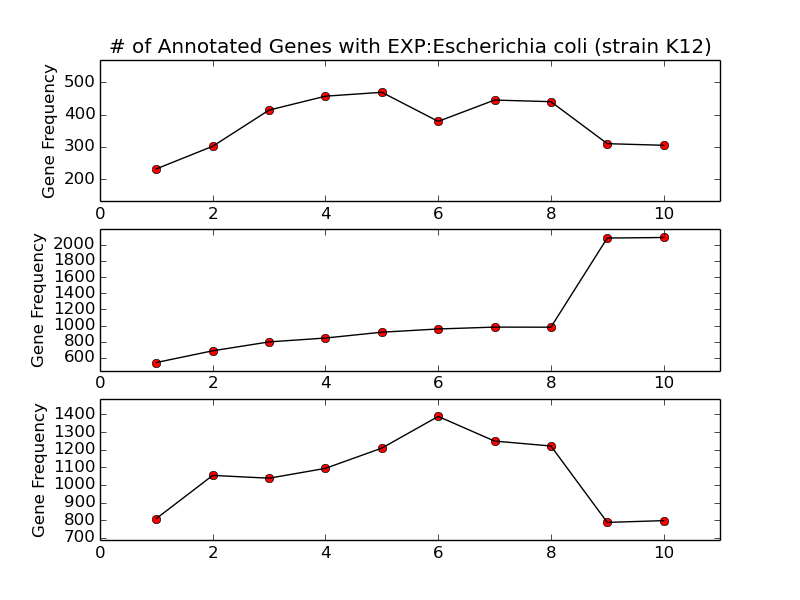 # of Annotated Genes with EXP:Escherichia coli (strain K12)
Gene Frequency
500
400
300
200
0 2 4 6 8 10
Gene Frequency
2000
1800
1600
1400
1200
1000
800
600
0 2 4 6 8 10
Gene Frequency
1400
1300
1200
1100
1000
900
800
700
0 2 4 6 8 10